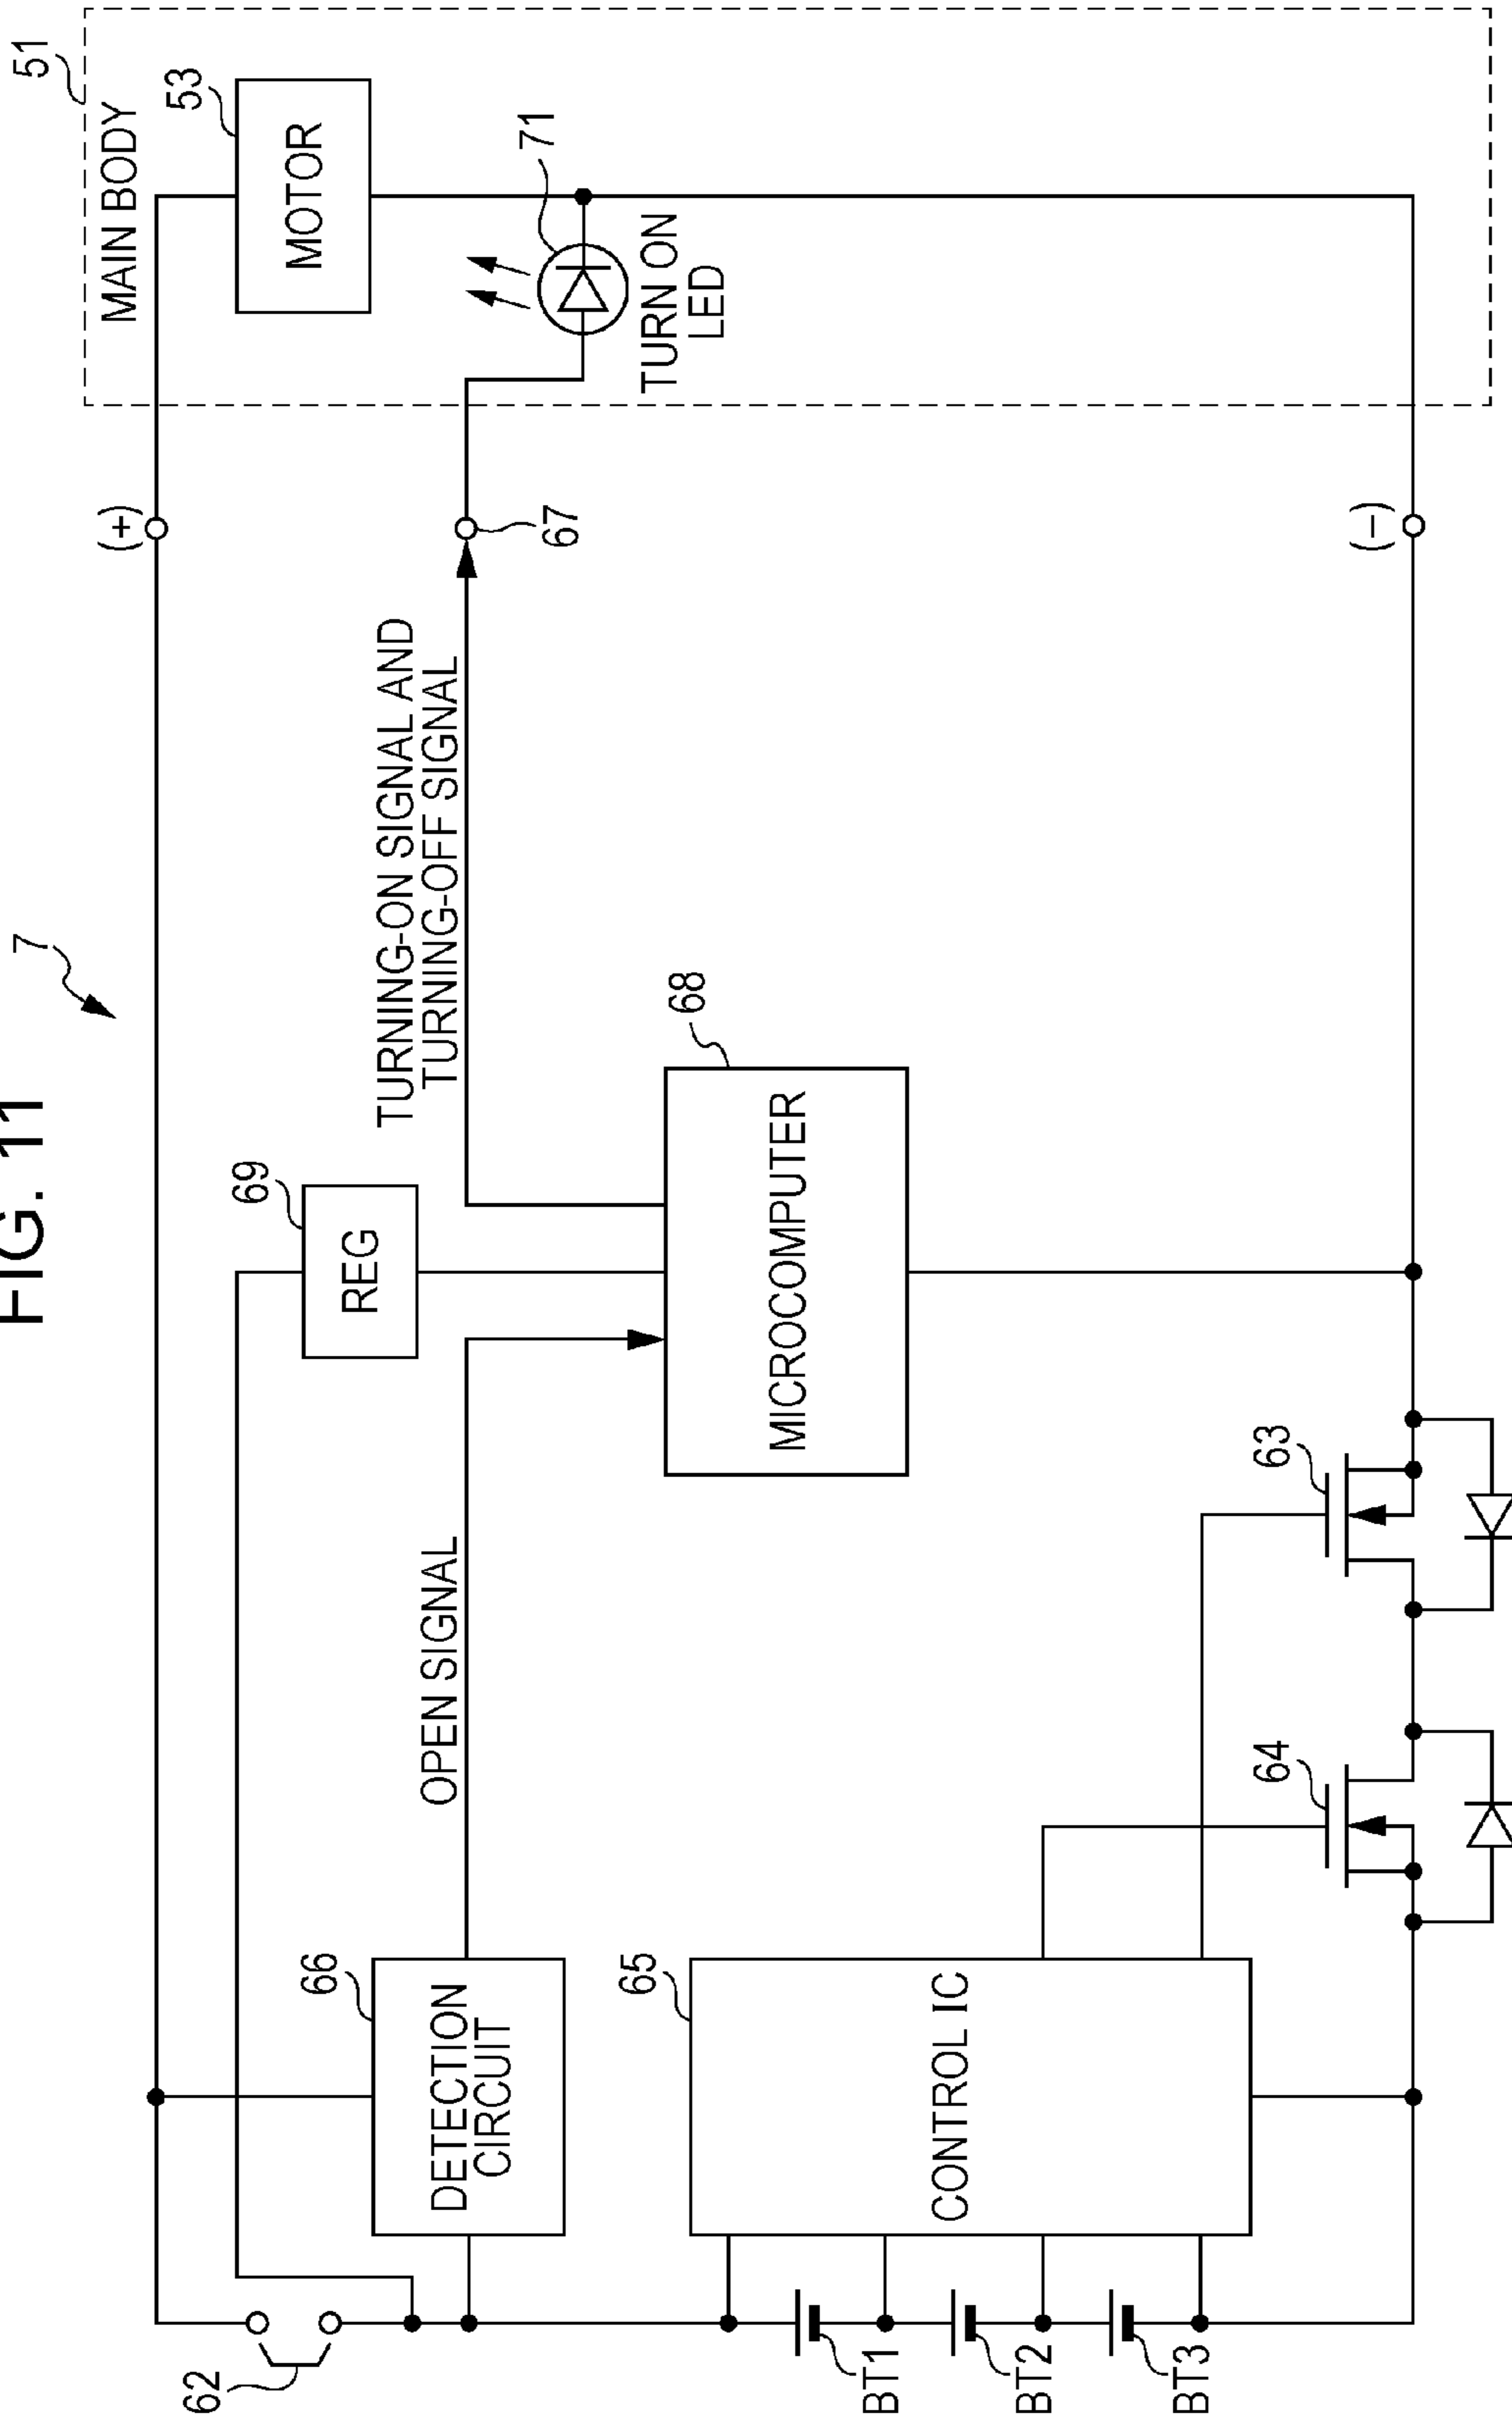 FIG. 11
7
51
MAIN BODY
53
MOTOR
71
TURN ON
LED
(+)
67
(−)
TURNING-ON SIGNAL AND
TURNING-OFF SIGNAL
69
REG
68
MICROCOMPUTER
OPEN SIGNAL
63
64
66
DETECTION
CIRCUIT
65
CONTROL IC
62
BT1
BT2
BT3